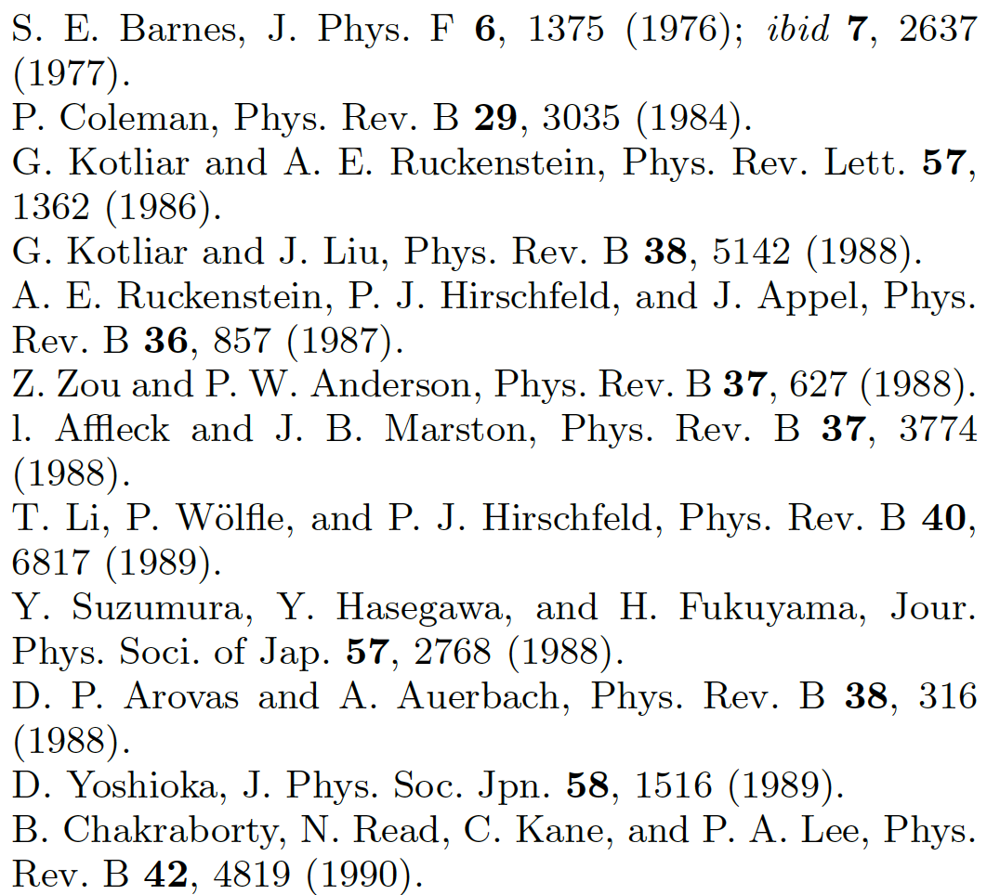 S. E. Barnes, J. Phys. F 6, 1375 (1976); ibid 7, 2637
(1977).
P. Coleman, Phys. Rev. B 29, 3035 (1984).
G. Kotliar and A. E. Ruckenstein, Phys. Rev. Lett. 57,
1362 (1986).
G. Kotliar and J. Liu, Phys. Rev. B 38, 5142 (1988).
A. E. Ruckenstein, P. J. Hirschfeld, and J. Appel, Phys.
Rev. B 36, 857 (1987).
Z. Zou and P. W. Anderson, Phys. Rev. B 37, 627 (1988).
l. Affleck and J. B. Marston, Phys. Rev. B 37, 3774
(1988).
T. Li, P. Wölfle, and P. J. Hirschfeld, Phys. Rev. B 40,
6817 (1989).
Y. Suzumura, Y. Hasegawa, and H. Fukuyama, Jour.
Phys. Soci. of Jap. 57, 2768 (1988).
D. P. Arovas and A. Auerbach, Phys. Rev. B 38, 316
(1988).
D. Yoshioka, J. Phys. Soc. Jpn. 58, 1516 (1989).
B. Chakraborty, N. Read, C. Kane, and P. A. Lee, Phys.
Rev. B 42, 4819 (1990).